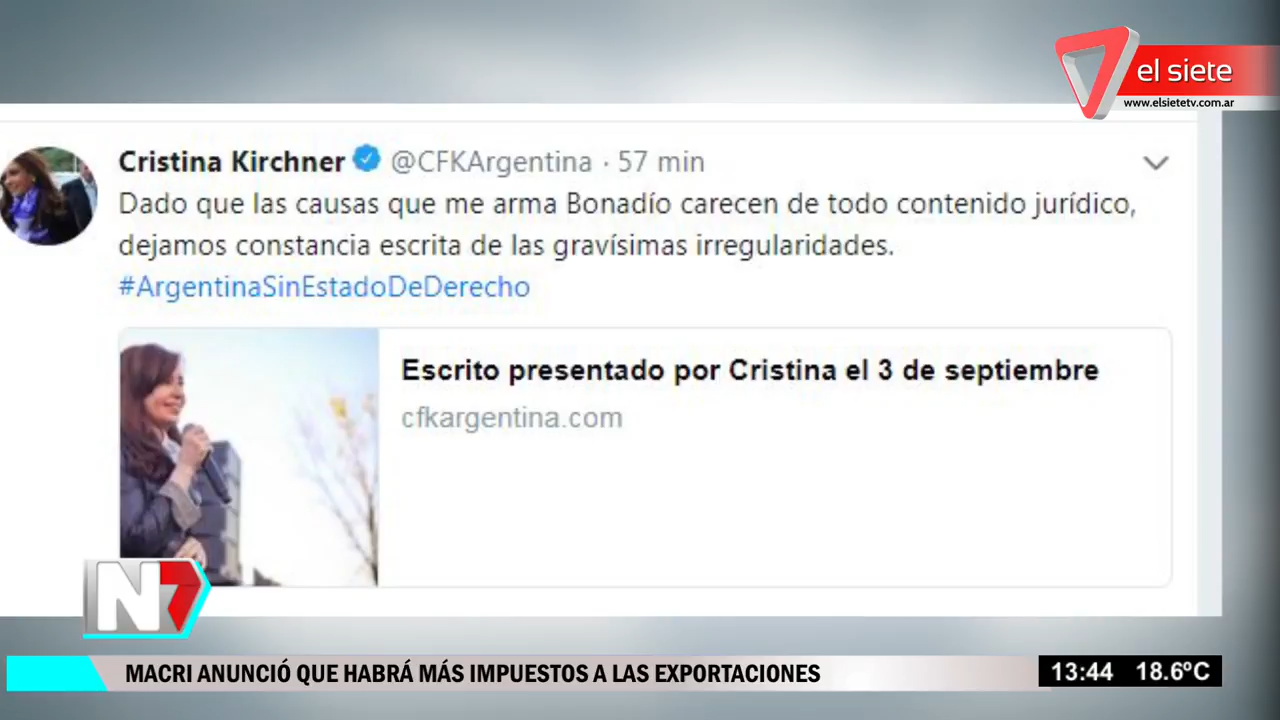 7 el siete
www.elsietetv.com.ar
Cristina Kirchner @CFKArgentina · 57 min
Dado que las causas que me arma Bonadío carecen de todo contenido jurídico,
dejamos constancia escrita de las gravísimas irregularidades.
#ArgentinaSinEstadoDeDerecho
Escrito presentado por Cristina el 3 de septiembre
cfkargentina.com
N7
MACRI ANUNCIÓ QUE HABRÁ MÁS IMPUESTOS A LAS EXPORTACIONES
13:44 18.6ºC